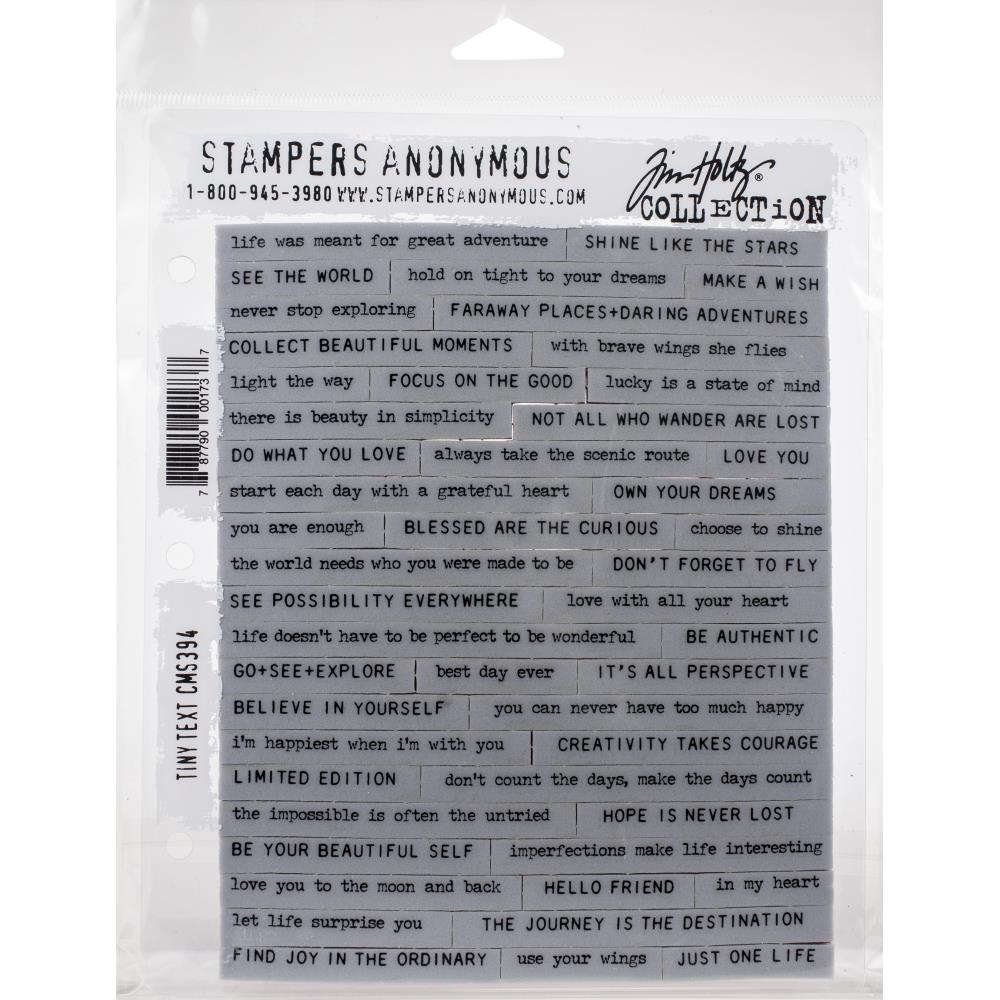 STAMPERS ANONYMOUS
1-800-945-3980 WWW.STAMPERSANONYMOUS.COM
Tim Holtz®
COLLECTION
life was meant for great adventure SHINE LIKE THE STARS
SEE THE WORLD hold on tight to your dreams MAKE A WISH
never stop exploring FARAWAY PLACES+DARING ADVENTURES
COLLECT BEAUTIFUL MOMENTS with brave wings she flies
light the way FOCUS ON THE GOOD lucky is a state of mind
there is beauty in simplicity NOT ALL WHO WANDER ARE LOST
DO WHAT YOU LOVE always take the scenic route LOVE YOU
start each day with a grateful heart OWN YOUR DREAMS
you are enough BLESSED ARE THE CURIOUS choose to shine
the world needs who you were made to be DON'T FORGET TO FLY
SEE POSSIBILITY EVERYWHERE love with all your heart
life doesn't have to be perfect to be wonderful BE AUTHENTIC
GO+SEE+EXPLORE best day ever IT'S ALL PERSPECTIVE
BELIEVE IN YOURSELF you can never have too much happy
i'm happiest when i'm with you CREATIVITY TAKES COURAGE
LIMITED EDITION don't count the days, make the days count
the impossible is often the untried HOPE IS NEVER LOST
BE YOUR BEAUTIFUL SELF imperfections make life interesting
love you to the moon and back HELLO FRIEND in my heart
let life surprise you THE JOURNEY IS THE DESTINATION
FIND JOY IN THE ORDINARY use your wings JUST ONE LIFE
7 87790 00173 7
TINY TEXT CMS394